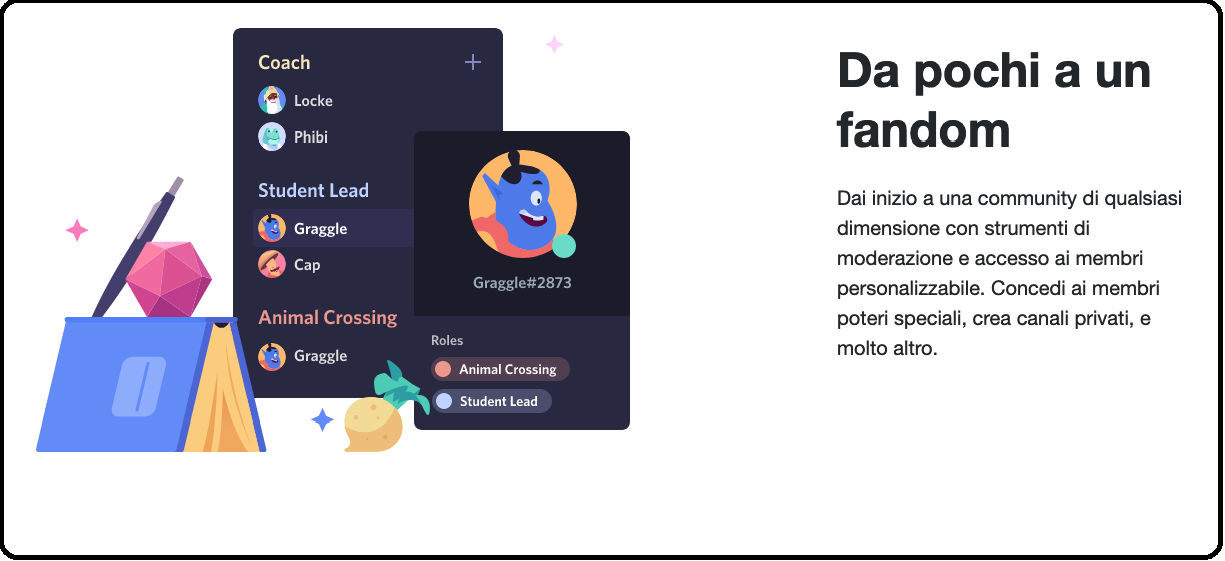 Coach
Locke
Phibi
Student Lead
Graggle
Cap
Animal Crossing
Graggle
Graggle#2873
Roles
Animal Crossing
Student Lead
Da pochi a un
fandom
Dai inizio a una community di qualsiasi
dimensione con strumenti di
moderazione e accesso ai membri
personalizzabile. Concedi ai membri
poteri speciali, crea canali privati, e
molto altro.